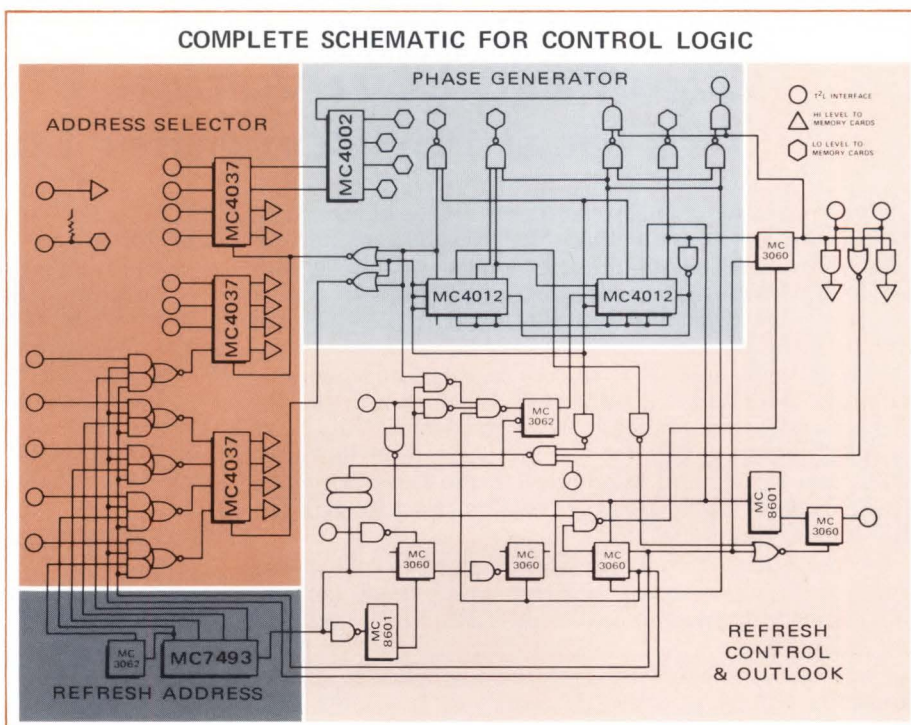 COMPLETE SCHEMATIC FOR CONTROL LOGIC
PHASE GENERATOR
ADDRESS SELECTOR
T²L INTERFACE
HI LEVEL TO
MEMORY CARDS
LO LEVEL TO
MEMORY CARDS
MC4037
MC4002
MC4037
MC4037
MC4012
MC4012
MC
3060
MC
3062
MC
8601
MC
3060
MC
3060
MC
3060
MC
3060
MC
8601
MC
3062
MC7493
REFRESH ADDRESS
REFRESH
CONTROL
& OUTLOOK